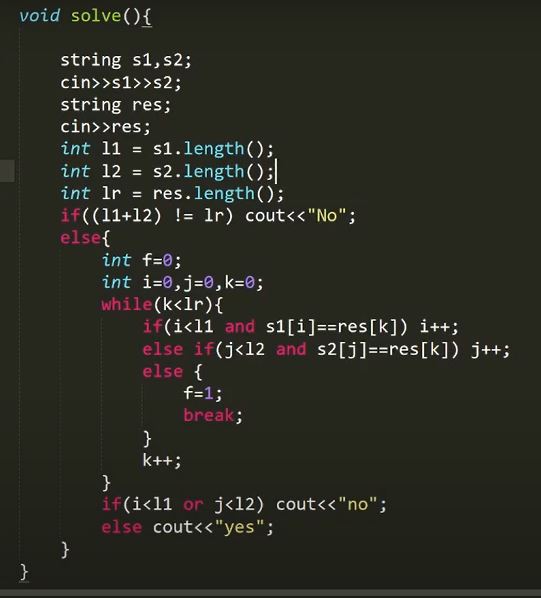 void solve(){
string s1,s2;
cin>>s1>>s2;
string res;
cin>>res;
int l1 = s1.length();
int l2 = s2.length();
int lr = res.length();
if((l1+l2) != lr) cout<<"No";
else{
int f=0;
int i=0,j=0,k=0;
while(k<lr){
if(i<l1 and s1[i]==res[k]) i++;
else if(j<l2 and s2[j]==res[k]) j++;
else {
f=1;
break;
}
k++;
}
if(i<l1 or j<l2) cout<<"no";
else cout<<"yes";
}
}